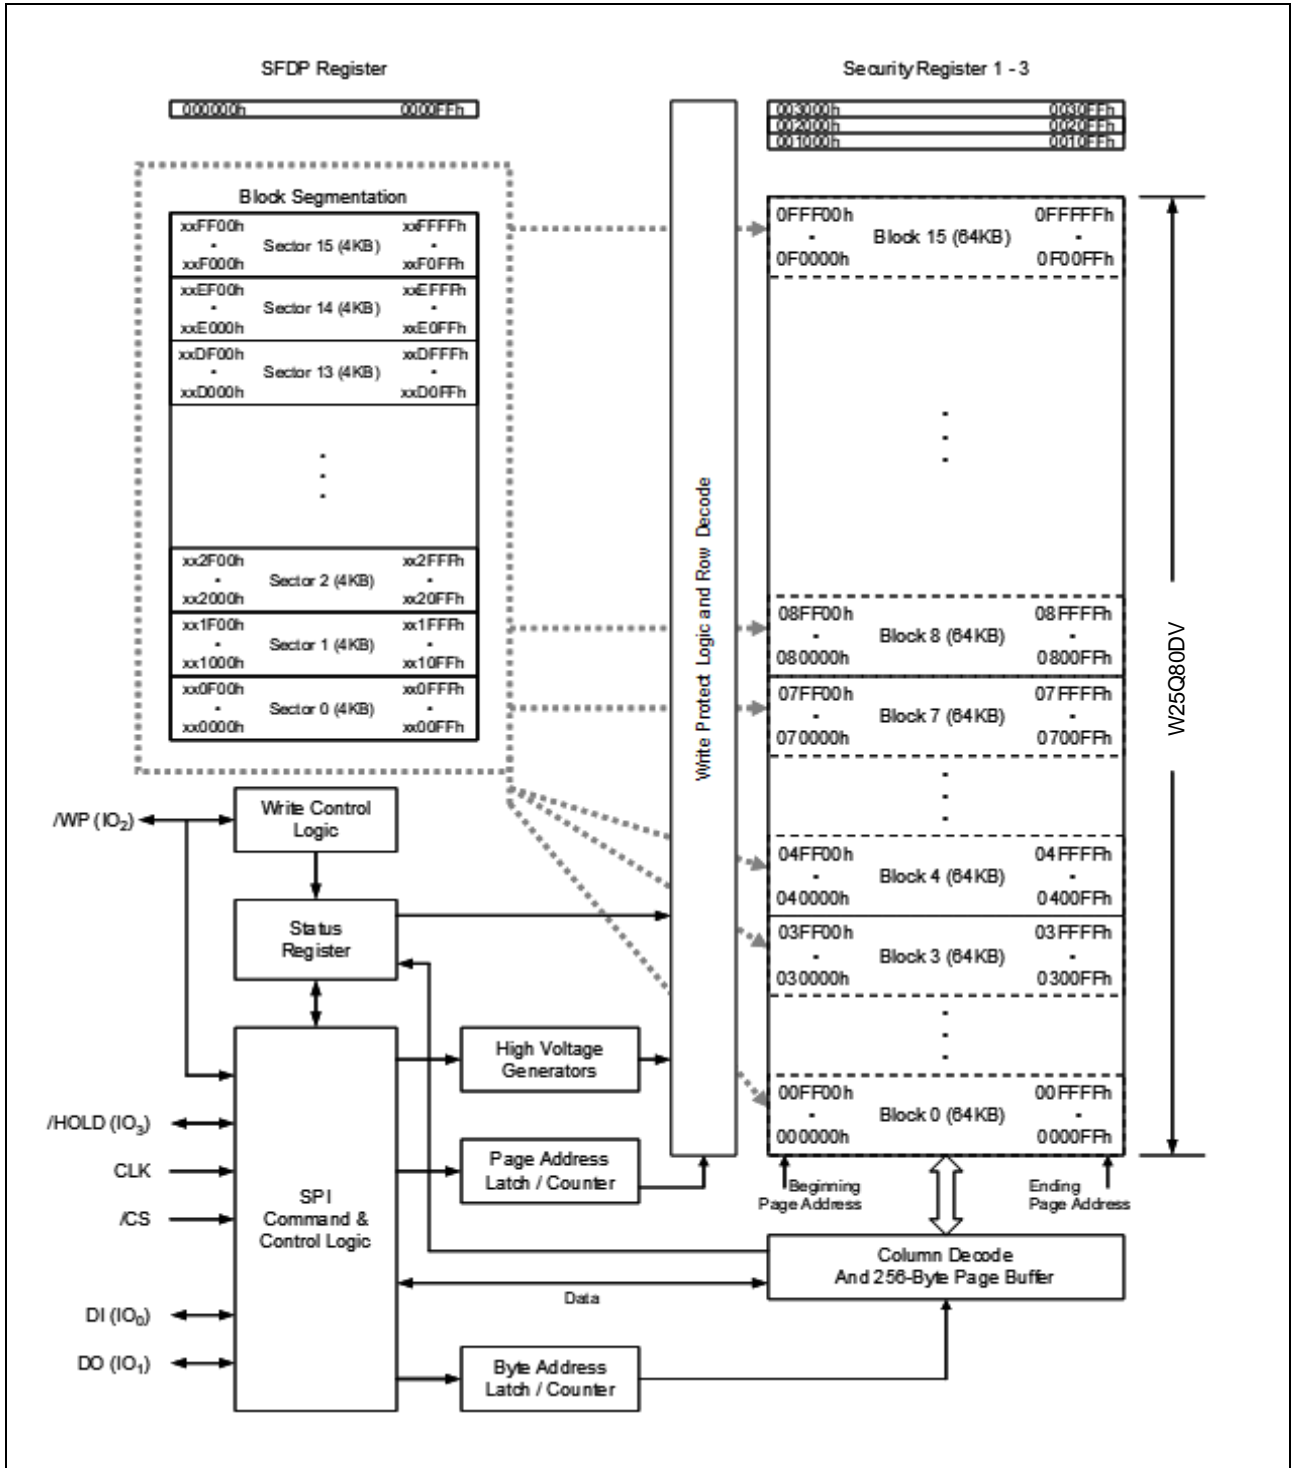 SFDP Register
000000h 0000FFh
Security Register 1 - 3
003000h 0030FFh
002000h 0020FFh
001000h 0010FFh
Block Segmentation
xxFF00h xxFFFFh
- Sector 15 (4KB) -
xxF000h xxF0FFh
xxEF00h xxEFFFh
- Sector 14 (4KB) -
xxE000h xxE0FFh
xxDF00h xxDFFFh
- Sector 13 (4KB) -
xxD000h xxD0FFh
xx2F00h xx2FFFh
- Sector 2 (4KB) -
xx2000h xx20FFh
xx1F00h xx1FFFh
- Sector 1 (4KB) -
xx1000h xx10FFh
xx0F00h xx0FFFh
- Sector 0 (4KB) -
xx0000h xx00FFh
Write Protect Logic and Row Decode
0FFF00h 0FFFFFh
- Block 15 (64KB) -
0F0000h 0F00FFh
08FF00h 08FFFFh
- Block 8 (64KB) -
080000h 0800FFh
07FF00h 07FFFFh
- Block 7 (64KB) -
070000h 0700FFh
04FF00h 04FFFFh
- Block 4 (64KB) -
040000h 0400FFh
03FF00h 03FFFFh
- Block 3 (64KB) -
030000h 0300FFh
00FF00h 00FFFFh
- Block 0 (64KB) -
000000h 0000FFh
W25Q80DV
Beginning
Page Address
Ending
Page Address
/WP (IO2)
Write Control
Logic
Status
Register
High Voltage
Generators
/HOLD (IO3)
CLK
/CS
SPI
Command &
Control Logic
Page Address
Latch / Counter
Column Decode
And 256-Byte Page Buffer
Data
DI (IO0)
DO (IO1)
Byte Address
Latch / Counter